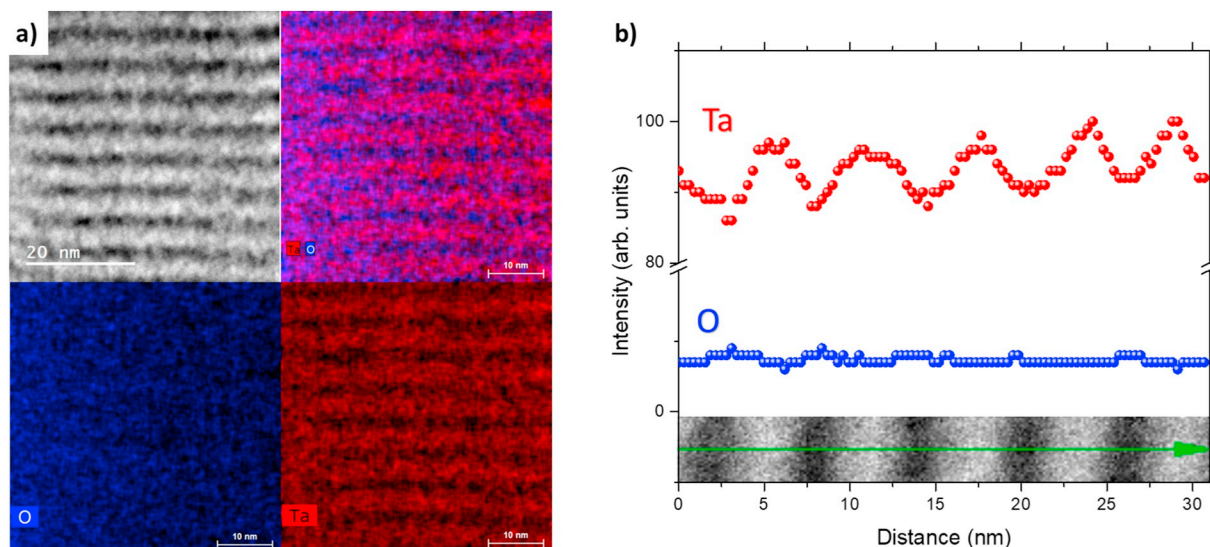 a)
20 nm
Ta O
10 nm
O
10 nm
Ta
10 nm
b)
Ta
O
Intensity (arb. units)
100
80
0
0 5 10 15 20 25 30
Distance (nm)